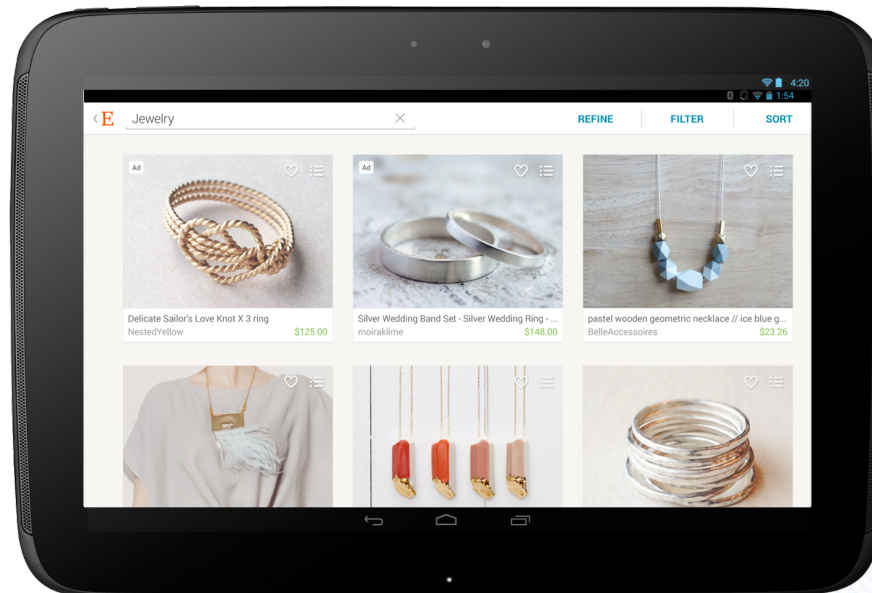 4:20
1:54
E Jewelry
REFINE FILTER SORT
Ad
Ad
Delicate Sailor's Love Knot X 3 ring
NestedYellow $125.00
Silver Wedding Band Set - Silver Wedding Ring - ...
moiraklime $148.00
pastel wooden geometric necklace // ice blue g...
BelleAccessoires $23.26